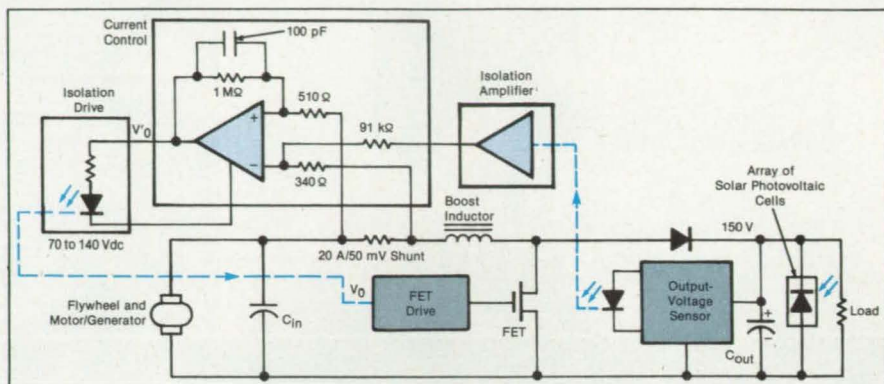 Current
Control
100 pF
1 MΩ
Isolation
Drive
V'0
510 Ω
+
−
91 kΩ
340 Ω
Isolation
Amplifier
Array of
Solar Photovoltaic
Cells
Boost
Inductor
150 V
70 to 140 Vdc
20 A/50 mV Shunt
Flywheel and
Motor/Generator
Cin
V0
FET
Drive
FET
Output-
Voltage
Sensor
+
−
Cout
Load